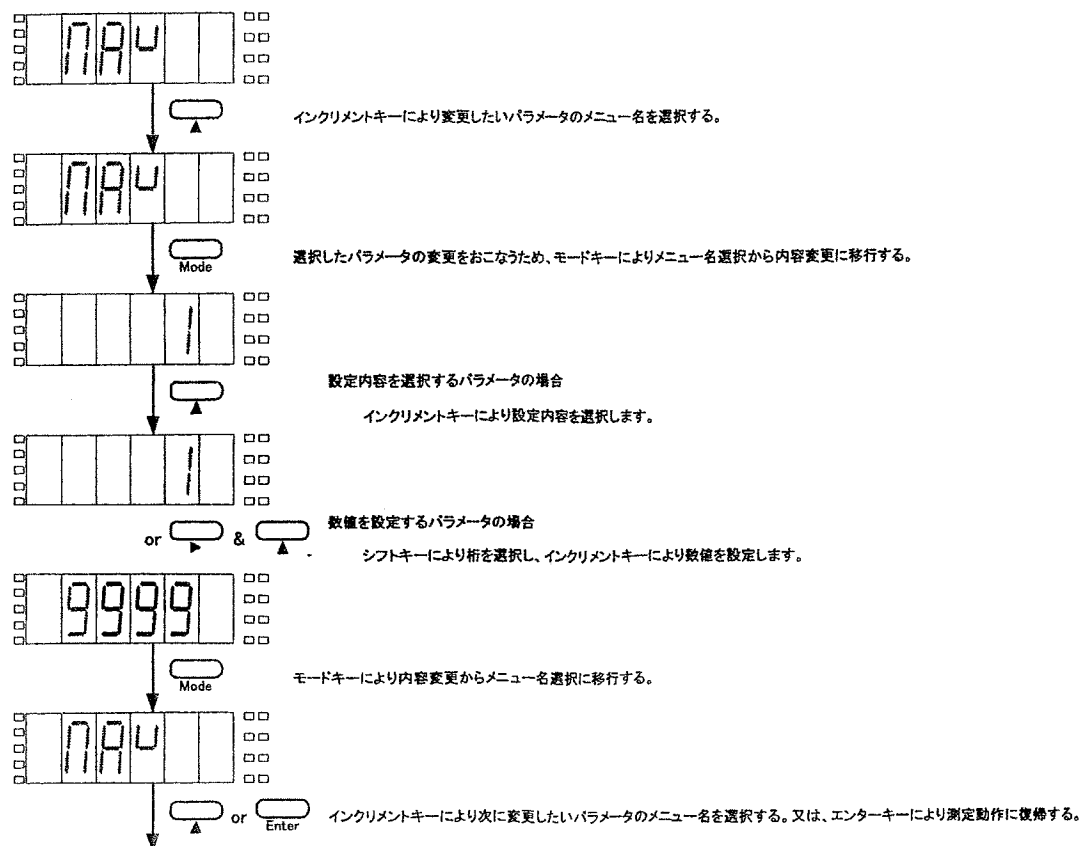 MAV
インクリメントキーにより変更したいパラメータのメニュー名を選択する。
MAV
Mode
選択したパラメータの変更をおこなうため、モードキーによりメニュー名選択から内容変更に移行する。
1
設定内容を選択するパラメータの場合
インクリメントキーにより設定内容を選択します。
1
or & 数値を設定するパラメータの場合
シフトキーにより桁を選択し、インクリメントキーにより数値を設定します。
9999
Mode
モードキーにより内容変更からメニュー名選択に移行する。
MAV
or Enter インクリメントキーにより次に変更したいパラメータのメニュー名を選択する。又は、エンターキーにより測定動作に復帰する。